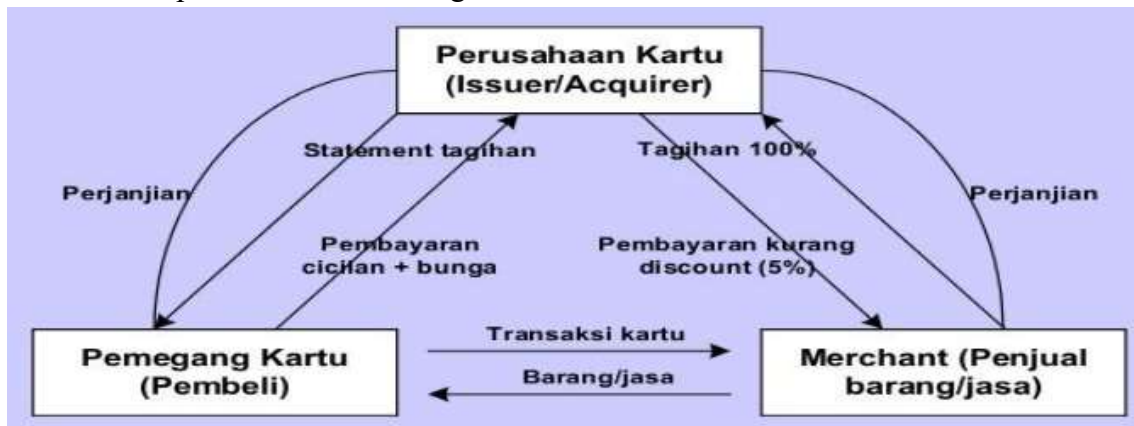 Perusahaan Kartu
(Issuer/Acquirer)
Statement tagihan
Tagihan 100%
Perjanjian
Perjanjian
Pembayaran
cicilan + bunga
Pembayaran kurang
discount (5%)
Transaksi kartu
Barang/jasa
Pemegang Kartu
(Pembeli)
Merchant (Penjual
barang/jasa)